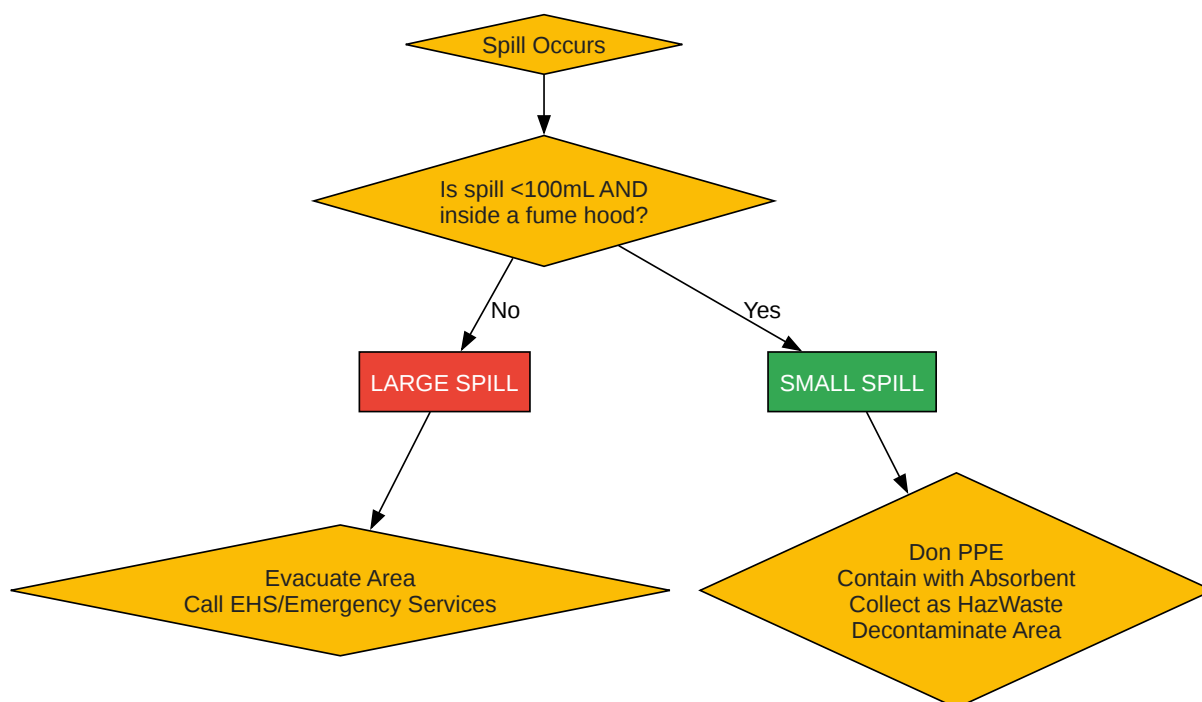 Spill Occurs
Is spill <100mL AND
inside a fume hood?
No
Yes
LARGE SPILL
SMALL SPILL
Evacuate Area
Call EHS/Emergency Services
Don PPE
Contain with Absorbent
Collect as HazWaste
Decontaminate Area